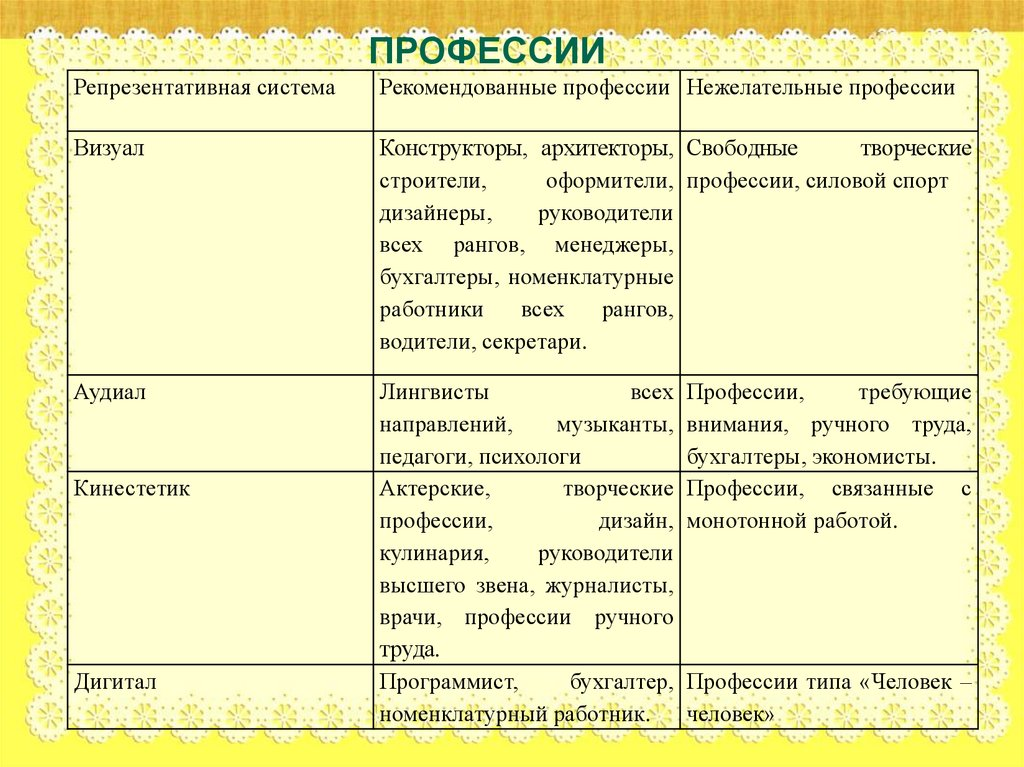 ПРОФЕССИИ
Репрезентативная система
Рекомендованные профессии
Нежелательные профессии
Визуал
Конструкторы, архитекторы,
строители, оформители,
дизайнеры, руководители
всех рангов, менеджеры,
бухгалтеры, номенклатурные
работники всех рангов,
водители, секретари.
Свободные творческие
профессии, силовой спорт
Аудиал
Лингвисты всех
направлений, музыканты,
педагоги, психологи
Профессии, требующие
внимания, ручного труда,
бухгалтеры, экономисты.
Кинестетик
Актерские, творческие
профессии, дизайн,
кулинария, руководители
высшего звена, журналисты,
врачи, профессии ручного
труда.
Профессии, связанные с
монотонной работой.
Дигитал
Программист, бухгалтер,
номенклатурный работник.
Профессии типа «Человек –
человек»